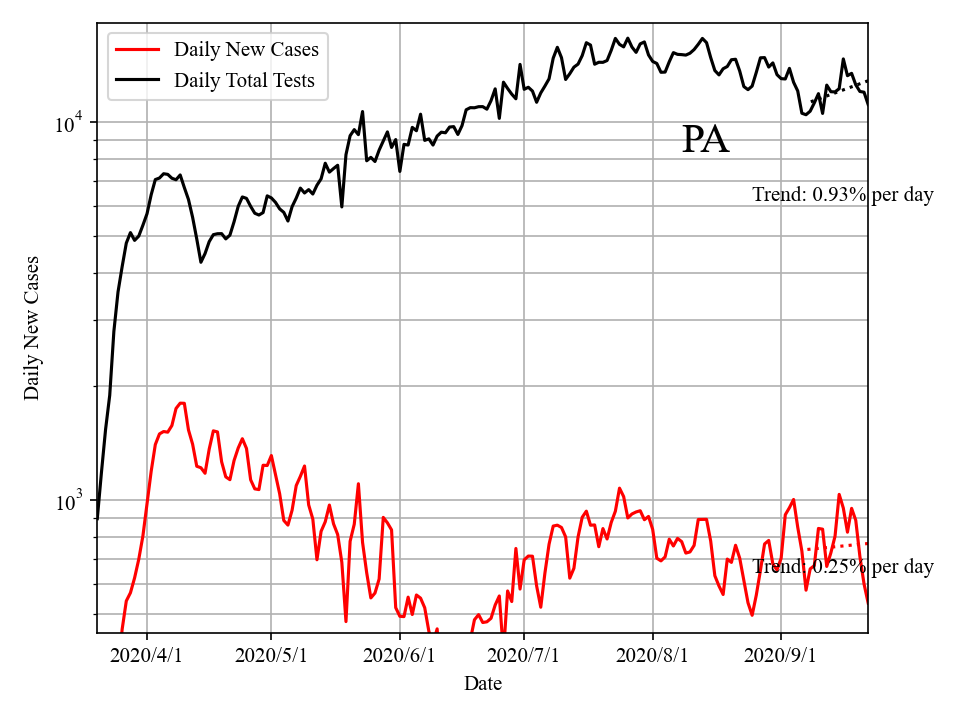 Daily New Cases
Daily Total Tests
10^4
PA
Trend: 0.93% per day
Daily New Cases
10^3
Trend: 0.25% per day
2020/4/1 2020/5/1 2020/6/1 2020/7/1 2020/8/1 2020/9/1
Date